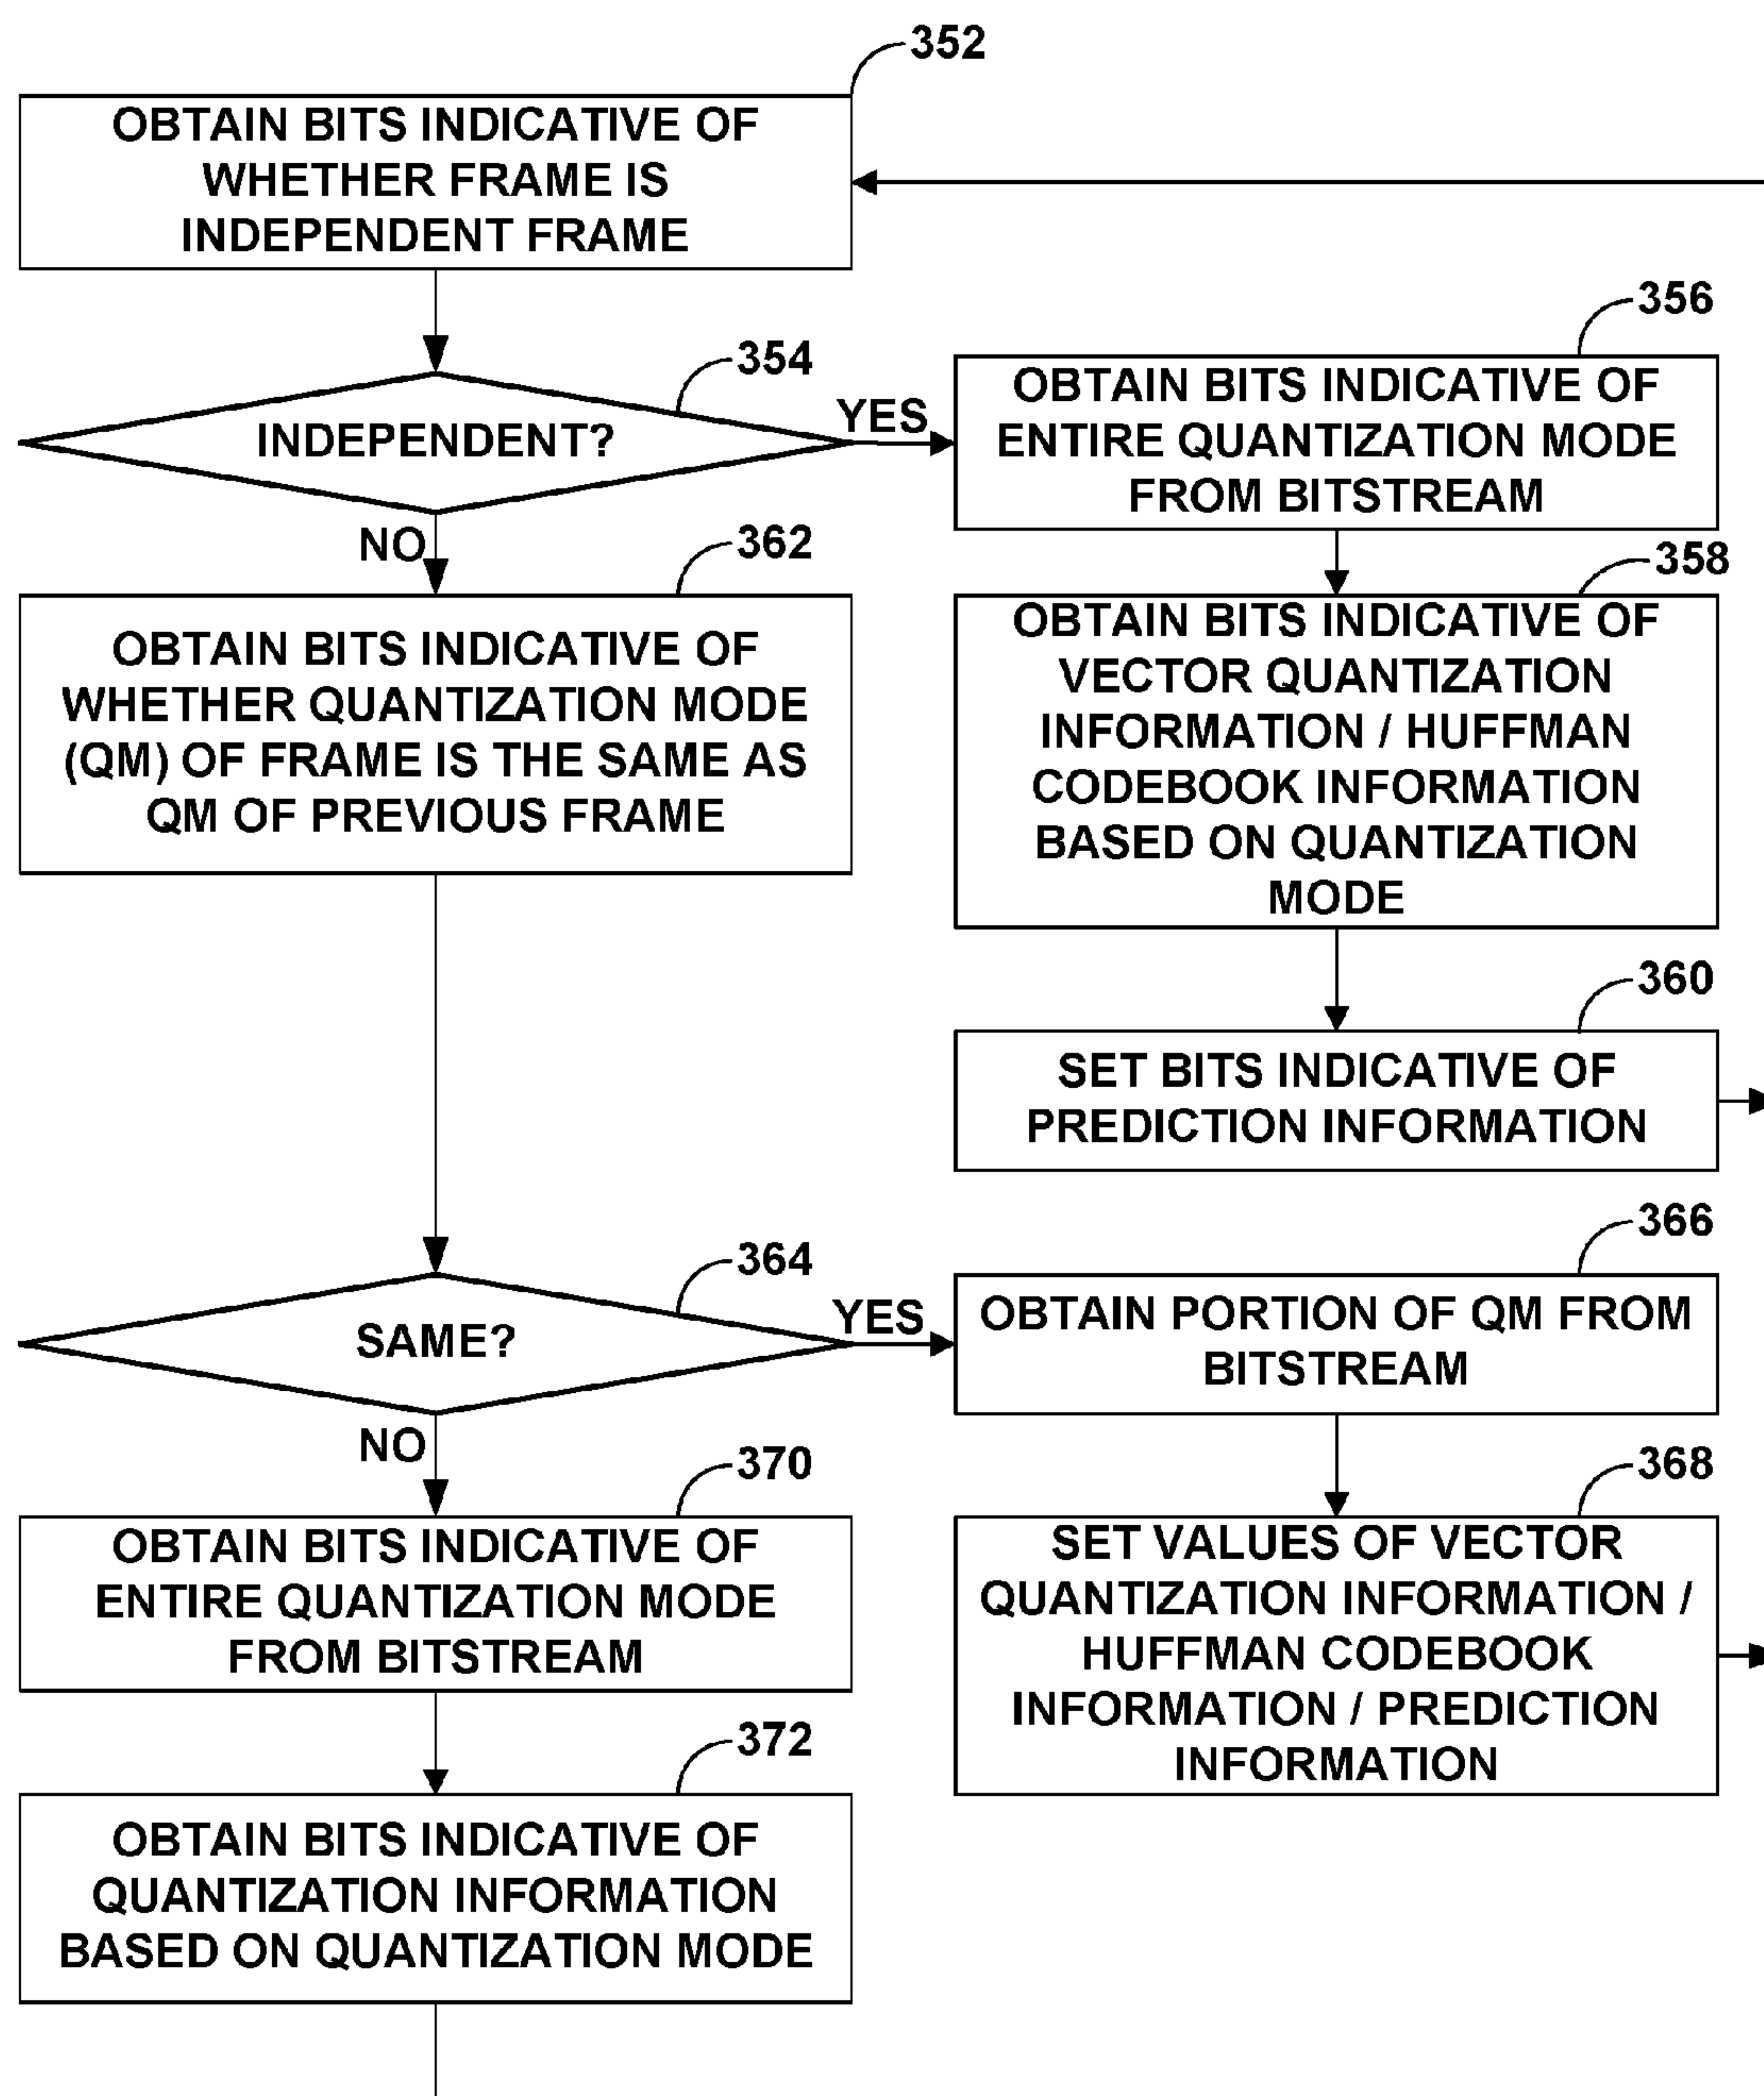 352
OBTAIN BITS INDICATIVE OF
WHETHER FRAME IS
INDEPENDENT FRAME
354
INDEPENDENT?
YES
NO
356
OBTAIN BITS INDICATIVE OF
ENTIRE QUANTIZATION MODE
FROM BITSTREAM
358
OBTAIN BITS INDICATIVE OF
VECTOR QUANTIZATION
INFORMATION / HUFFMAN
CODEBOOK INFORMATION
BASED ON QUANTIZATION
MODE
360
SET BITS INDICATIVE OF
PREDICTION INFORMATION
362
OBTAIN BITS INDICATIVE OF
WHETHER QUANTIZATION MODE
(QM) OF FRAME IS THE SAME AS
QM OF PREVIOUS FRAME
364
SAME?
YES
NO
366
OBTAIN PORTION OF QM FROM
BITSTREAM
368
SET VALUES OF VECTOR
QUANTIZATION INFORMATION /
HUFFMAN CODEBOOK
INFORMATION / PREDICTION
INFORMATION
370
OBTAIN BITS INDICATIVE OF
ENTIRE QUANTIZATION MODE
FROM BITSTREAM
372
OBTAIN BITS INDICATIVE OF
QUANTIZATION INFORMATION
BASED ON QUANTIZATION MODE